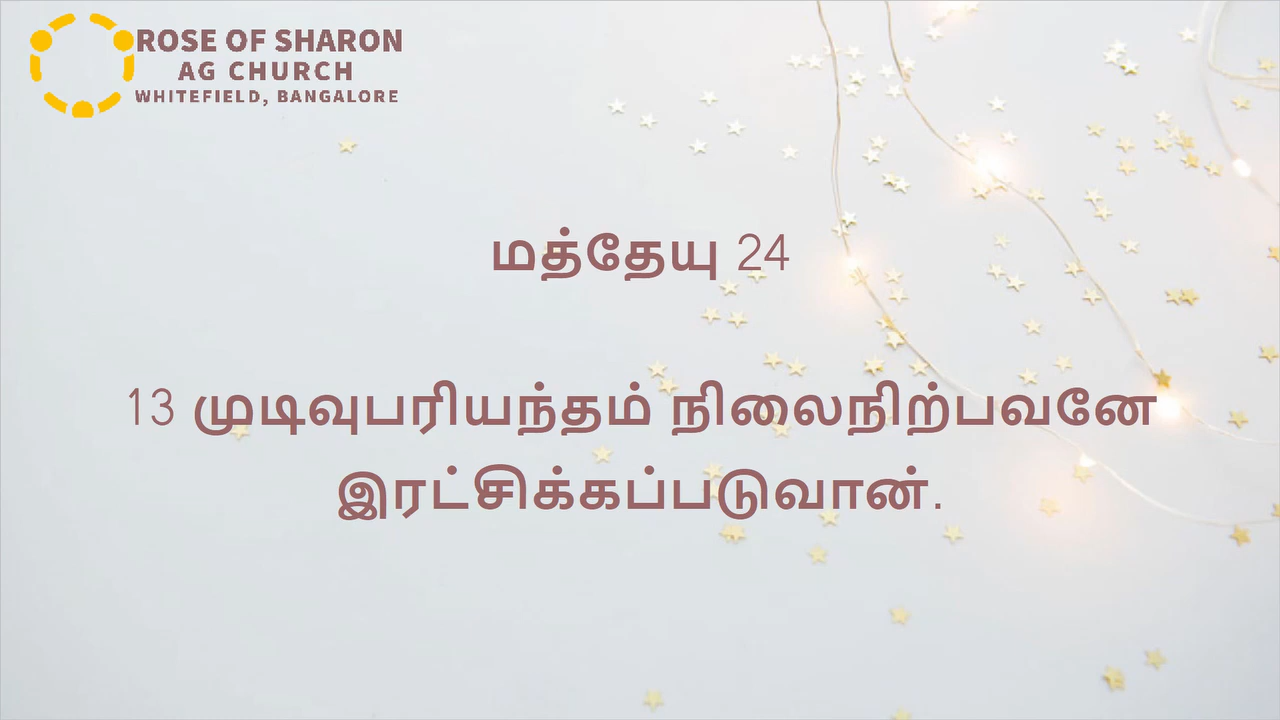 ROSE OF SHARON
AG CHURCH
WHITEFIELD, BANGALORE
மத்தேயு 24
13 முடிவுபரியந்தம் நிலைநிற்பவனே
இரட்சிக்கப்படுவான்.